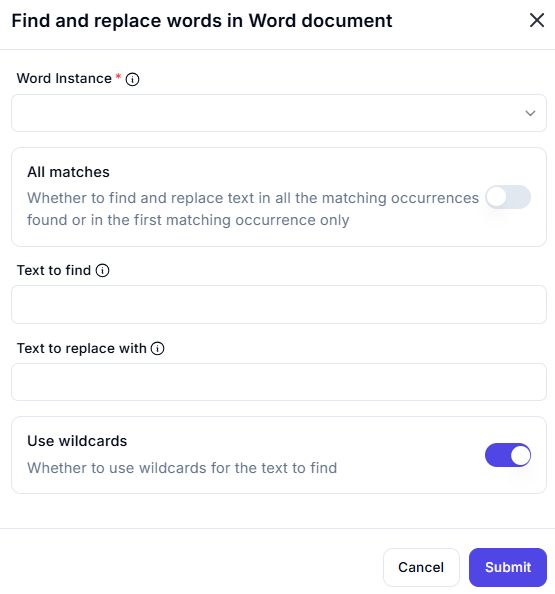 Find and replace words in Word document
Word Instance *
All matches
Whether to find and replace text in all the matching occurrences
found or in the first matching occurrence only
Text to find
Text to replace with
Use wildcards
Whether to use wildcards for the text to find
Cancel Submit